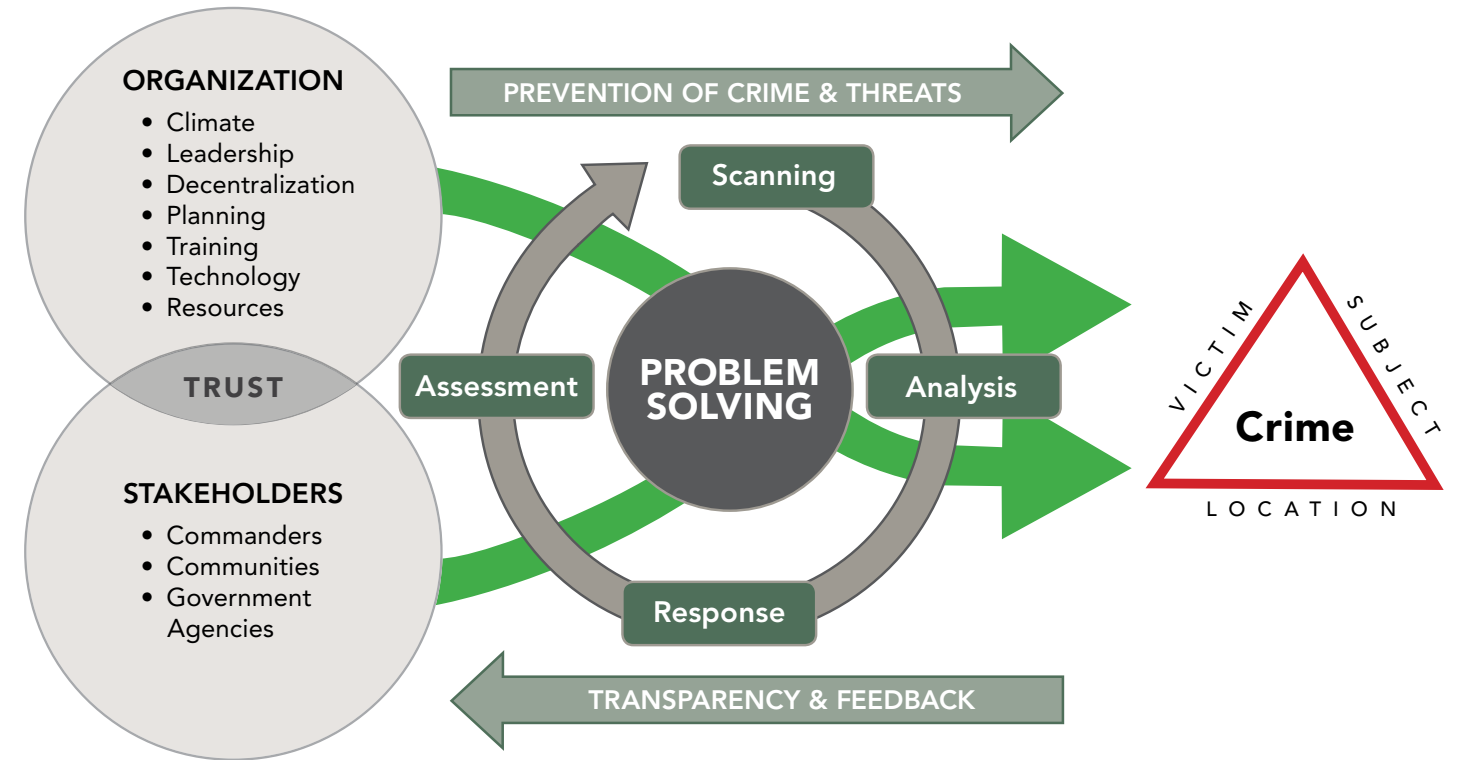 ORGANIZATION
• Climate
• Leadership
• Decentralization
• Planning
• Training
• Technology
• Resources
TRUST
STAKEHOLDERS
• Commanders
• Communities
• Government
Agencies
PREVENTION OF CRIME & THREATS
Scanning
Assessment
PROBLEM
SOLVING
Analysis
Response
TRANSPARENCY & FEEDBACK
VICTIM
SUBJECT
Crime
LOCATION